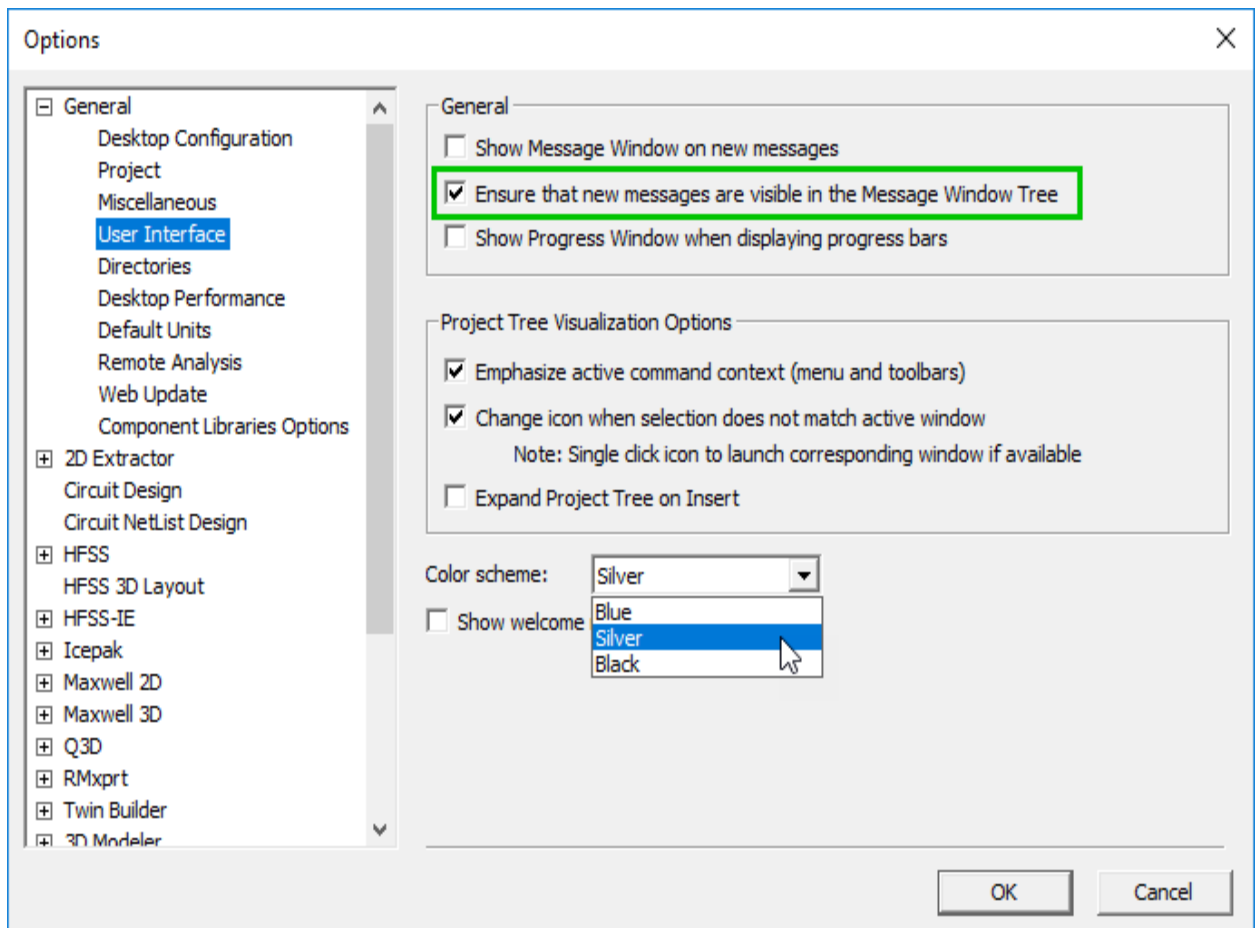 Options
General
Desktop Configuration
Project
Miscellaneous
User Interface
Directories
Desktop Performance
Default Units
Remote Analysis
Web Update
Component Libraries Options
2D Extractor
Circuit Design
Circuit NetList Design
HFSS
HFSS 3D Layout
HFSS-IE
Icepak
Maxwell 2D
Maxwell 3D
Q3D
RMxprt
Twin Builder
3D Modeler
General
Show Message Window on new messages
Ensure that new messages are visible in the Message Window Tree
Show Progress Window when displaying progress bars
Project Tree Visualization Options
Emphasize active command context (menu and toolbars)
Change icon when selection does not match active window
Note: Single click icon to launch corresponding window if available
Expand Project Tree on Insert
Color scheme: Silver
Blue
Show welcome
Silver
Black
OK Cancel